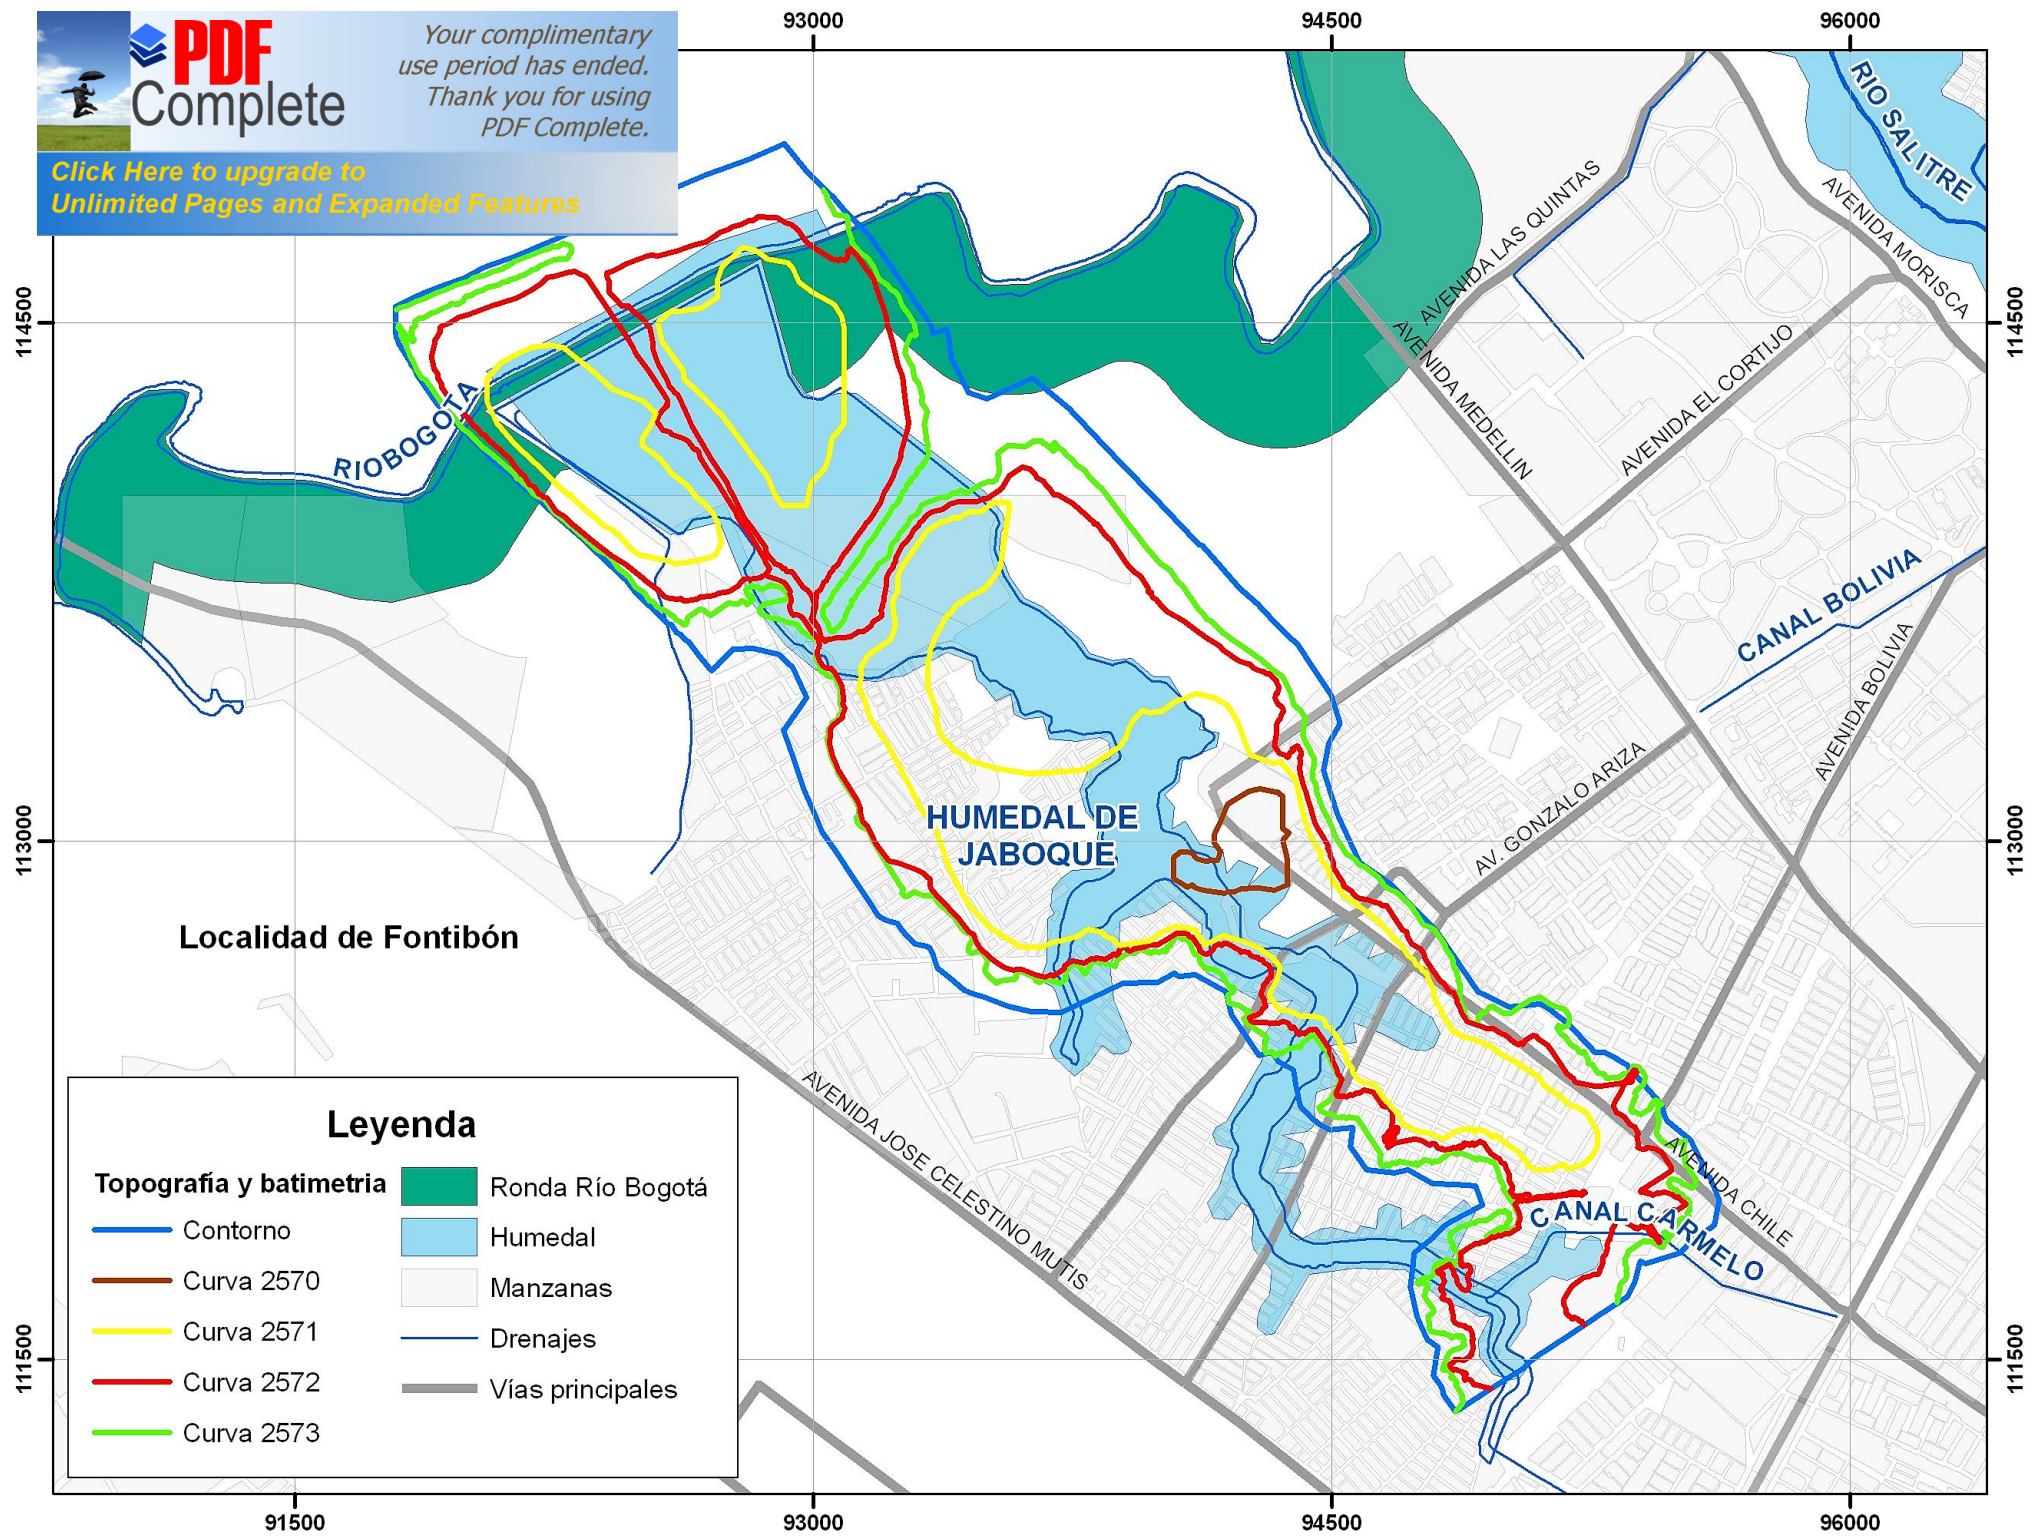 PDF
Complete
Your complimentary
use period has ended.
Thank you for using
PDF Complete.
Click Here to upgrade to
Unlimited Pages and Expanded Features
93000
94500
96000
RIO SALITRE
AVENIDA LAS QUINTAS
AVENIDA MORISCA
114500
114500
AVENIDA MEDELLIN
AVENIDA EL CORTIJO
RIO BOGOTA
CANAL BOLIVIA
AVENIDA BOLIVIA
AV. GONZALO ARIZA
HUMEDAL DE
JABOQUE
113000
113000
Localidad de Fontibón
AVENIDA JOSE CELESTINO MUTIS
AVENIDA CHILE
CANAL CARMELO
Leyenda
Topografía y batimetria
Contorno
Curva 2570
Curva 2571
Curva 2572
Curva 2573
Ronda Río Bogotá
Humedal
Manzanas
Drenajes
Vías principales
111500
111500
91500
93000
94500
96000